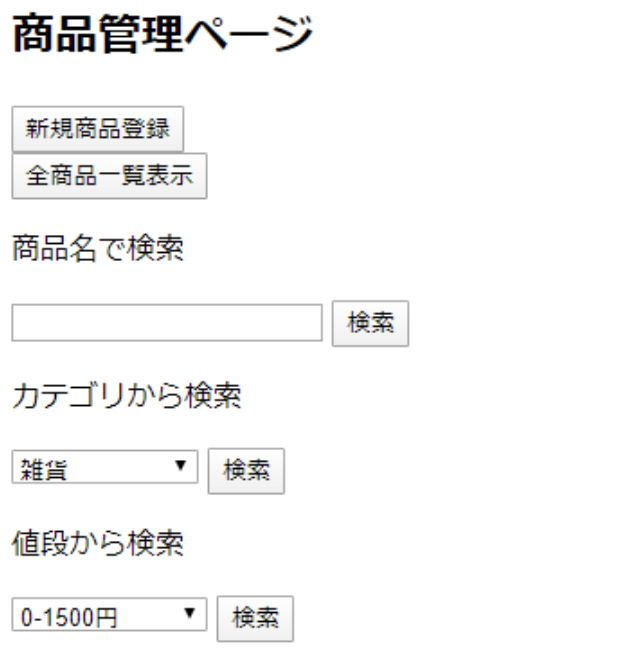 商品管理ページ
新規商品登録
全商品一覧表示
商品名で検索
検索
カテゴリから検索
雑貨 検索
値段から検索
0-1500円 検索